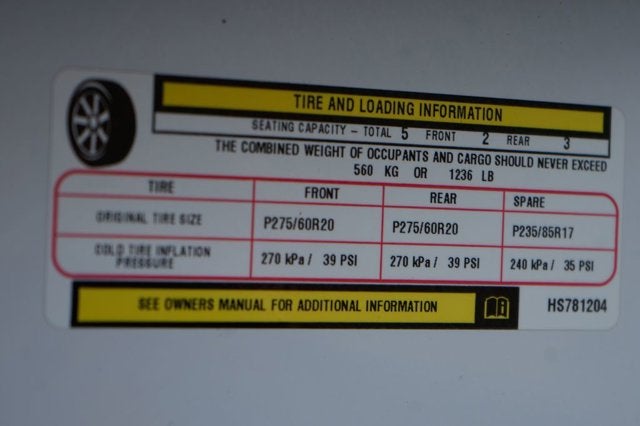 TIRE AND LOADING INFORMATION
SEATING CAPACITY - TOTAL 5 FRONT 2 REAR 3
THE COMBINED WEIGHT OF OCCUPANTS AND CARGO SHOULD NEVER EXCEED
560 KG OR 1236 LB
TIRE FRONT REAR SPARE
ORIGINAL TIRE SIZE P275/60R20 P275/60R20 P235/85R17
COLD TIRE INFLATION
PRESSURE 270 kPa / 39 PSI 270 kPa / 39 PSI 240 kPa / 35 PSI
SEE OWNERS MANUAL FOR ADDITIONAL INFORMATION HS781204